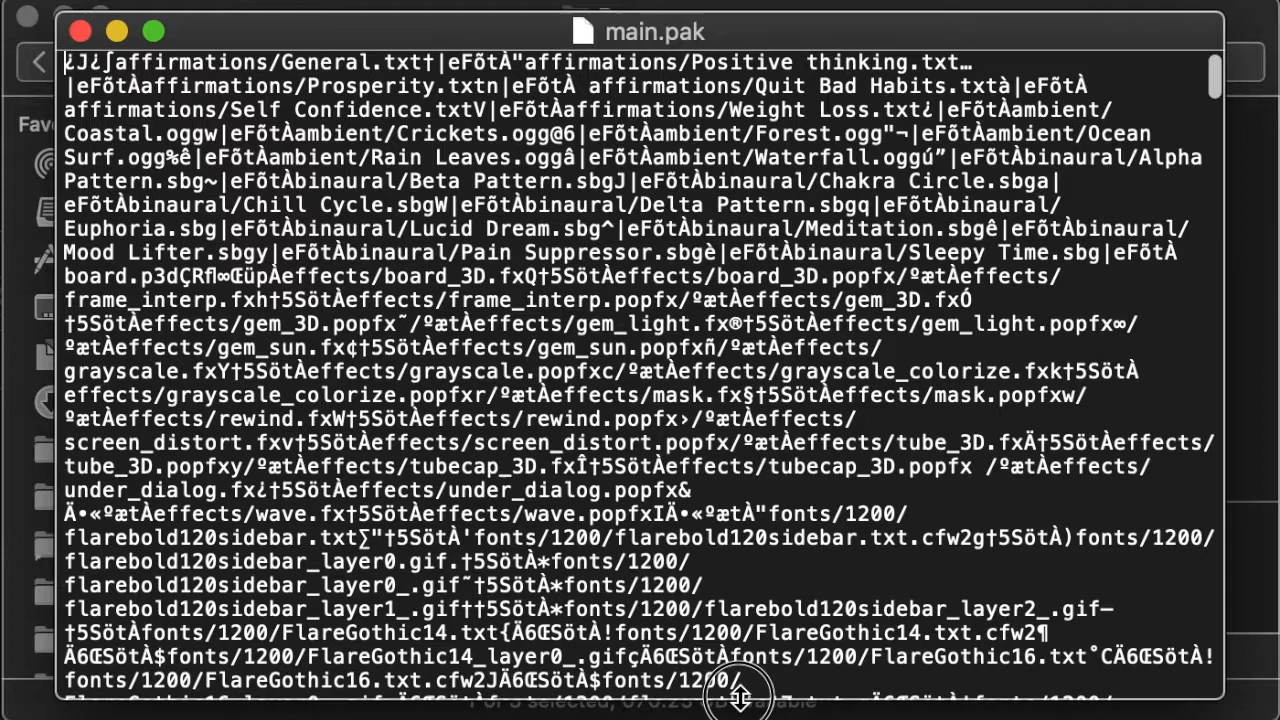 main.pak
¿J¿∫affirmations/General.txt†|eFõtÀ"affirmations/Positive thinking.txt…
|eFõtÀaffirmations/Prosperity.txtn|eFõtÀ affirmations/Quit Bad Habits.txtà|eFõtÀ
affirmations/Self Confidence.txtV|eFõtÀaffirmations/Weight Loss.txt¿|eFõtÀambient/
Coastal.oggw|eFõtÀambient/Crickets.ogg@6|eFõtÀambient/Forest.ogg"¬|eFõtÀambient/Ocean
Surf.ogg%ê|eFõtÀambient/Rain Leaves.oggâ|eFõtÀambient/Waterfall.oggú”|eFõtÀbinaural/Alpha
Pattern.sbg~|eFõtÀbinaural/Beta Pattern.sbgJ|eFõtÀbinaural/Chakra Circle.sbga|
eFõtÀbinaural/Chill Cycle.sbgW|eFõtÀbinaural/Delta Pattern.sbgq|eFõtÀbinaural/
Euphoria.sbg|eFõtÀbinaural/Lucid Dream.sbg^|eFõtÀbinaural/Meditation.sbgê|eFõtÀbinaural/
Mood Lifter.sbgy|eFõtÀbinaural/Pain Suppressor.sbgè|eFõtÀbinaural/Sleepy Time.sbg|eFõtÀ
board.p3dÇRﬂ∞ŒüpÀeffects/board_3D.fxQ†5SötÀeffects/board_3D.popfx/ºætÀeffects/
frame_interp.fxh†5SötÀeffects/frame_interp.popfx/ºætÀeffects/gem_3D.fxÓ
†5SötÀeffects/gem_3D.popfx˜/ºætÀeffects/gem_light.fx®†5SötÀeffects/gem_light.popfx∞/
ºætÀeffects/gem_sun.fx¢†5SötÀeffects/gem_sun.popfxñ/ºætÀeffects/
grayscale.fxY†5SötÀeffects/grayscale.popfxc/ºætÀeffects/grayscale_colorize.fxk†5SötÀ
effects/grayscale_colorize.popfxr/ºætÀeffects/mask.fx§†5SötÀeffects/mask.popfxw/
ºætÀeffects/rewind.fxW†5SötÀeffects/rewind.popfx›/ºætÀeffects/
screen_distort.fxv†5SötÀeffects/screen_distort.popfx/ºætÀeffects/tube_3D.fxÄ†5SötÀeffects/
tube_3D.popfxy/ºætÀeffects/tubecap_3D.fxÎ†5SötÀeffects/tubecap_3D.popfx /ºætÀeffects/
under_dialog.fx¿†5SötÀeffects/under_dialog.popfx&
Ä•«ºætÀeffects/wave.fx†5SötÀeffects/wave.popfxIÄ•«ºætÀ"fonts/1200/
flarebold120sidebar.txt∑"†5SötÀ'fonts/1200/flarebold120sidebar.txt.cfw2g†5SötÀ)fonts/1200/
flarebold120sidebar_layer0.gif.†5SötÀ*fonts/1200/
flarebold120sidebar_layer0_.gif˜†5SötÀ*fonts/1200/
flarebold120sidebar_layer1_.gif††5SötÀ*fonts/1200/flarebold120sidebar_layer2_.gif–
†5SötÀfonts/1200/FlareGothic14.txt{Ä6ŒSötÀ!fonts/1200/FlareGothic14.txt.cfw2¶
Ä6ŒSötÀ$fonts/1200/FlareGothic14_layer0_.gifçÄ6ŒSötÀfonts/1200/FlareGothic16.txt˚CÄ6ŒSötÀ!
fonts/1200/FlareGothic16.txt.cfw2JÄ6ŒSötÀ$fonts/1200/